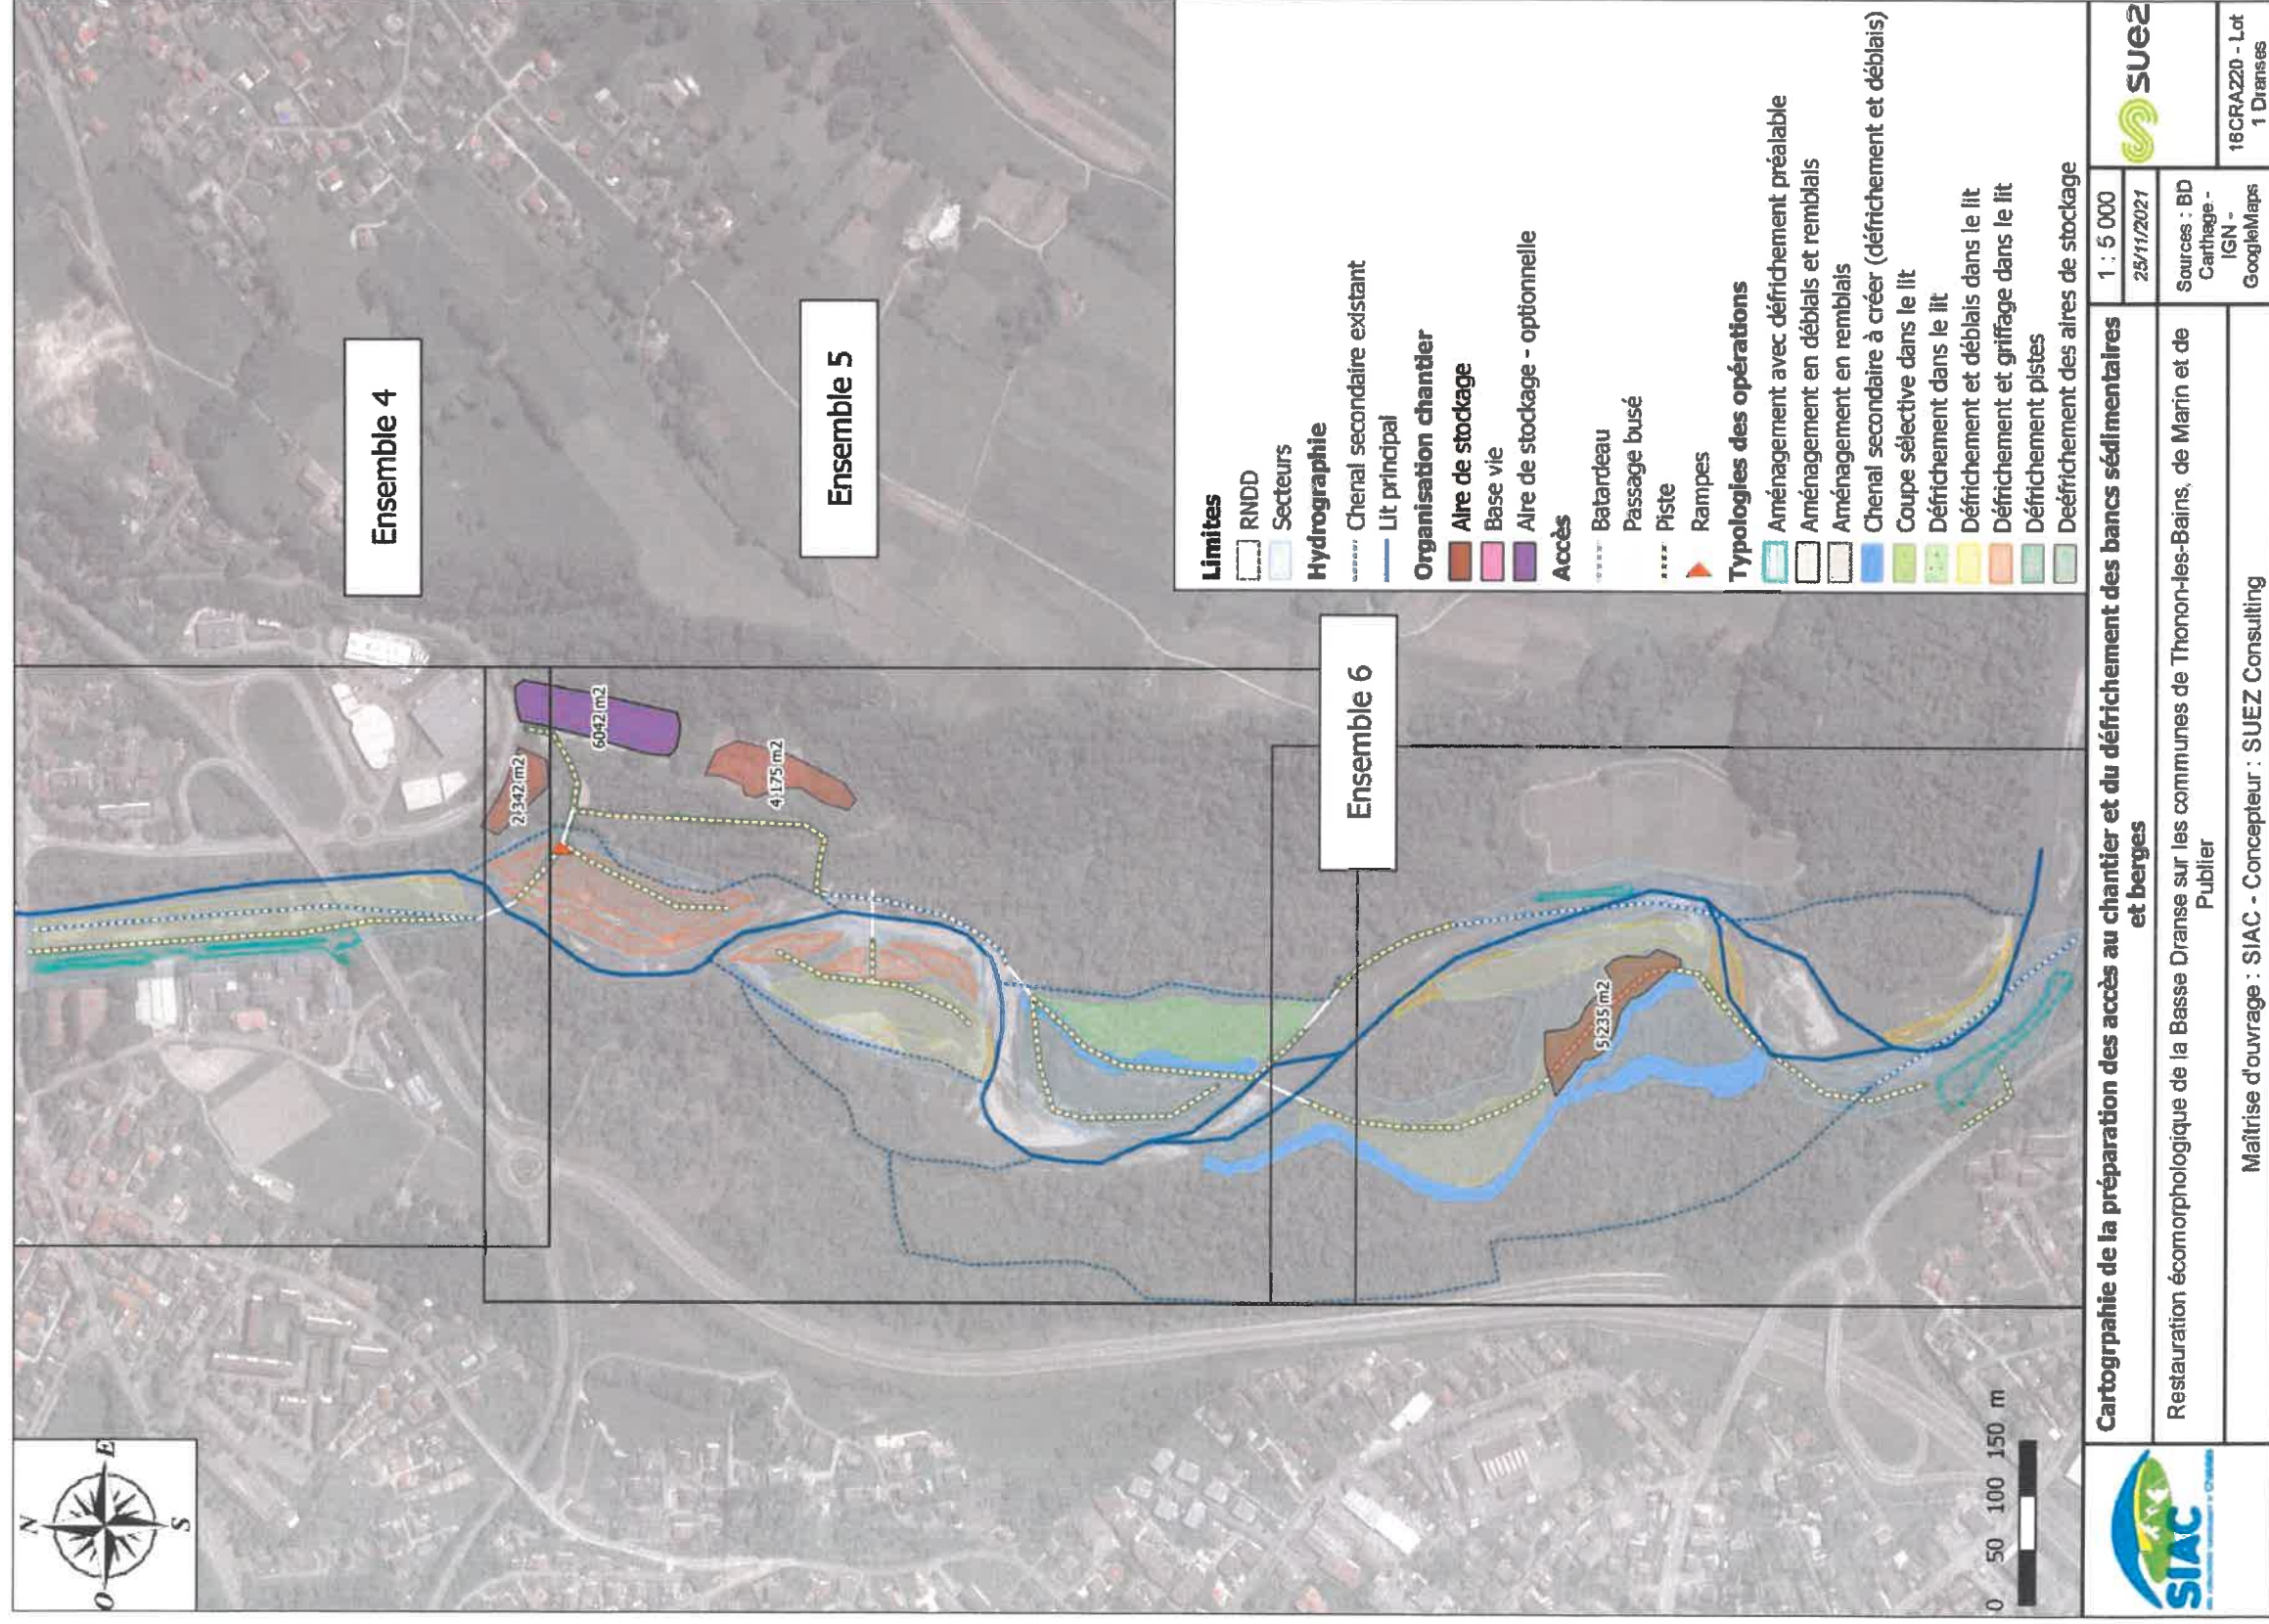 N
O
E
S
Ensemble 4
Ensemble 5
Ensemble 6
2 342 m2
6042 m2
4 175 m2
5 235 m2
0 50 100 150 m
Limites
RNDD
Secteurs
Hydrographie
Chenal secondaire existant
Lit principal
Organisation chantier
Aire de stockage
Base vie
Aire de stockage - optionnelle
Accès
Batardeau
Passage busé
Piste
Rampes
Typologies des opérations
Aménagement avec défrichement préalable
Aménagement en déblais et remblais
Aménagement en remblais
Chenal secondaire à créer (défrichement et déblais)
Coupe sélective dans le lit
Défrichement dans le lit
Défrichement et déblais dans le lit
Défrichement et griffage dans le lit
Défrichement pistes
Deéfrichement des aires de stockage
SIAC
Cartogrpahie de la préparation des accès au chantier et du défrichement des bancs sédimentaires
et berges
Restauration écomorphologique de la Basse Dranse sur les communes de Thonon-les-Bains, de Marin et de
Publier
Maîtrise d'ouvrage : SIAC - Concepteur : SUEZ Consulting
1 : 5 000
25/11/2021
Sources : BD
Carthage -
IGN -
GoogleMaps
suez
16CRA220 - Lot
1 Dranses